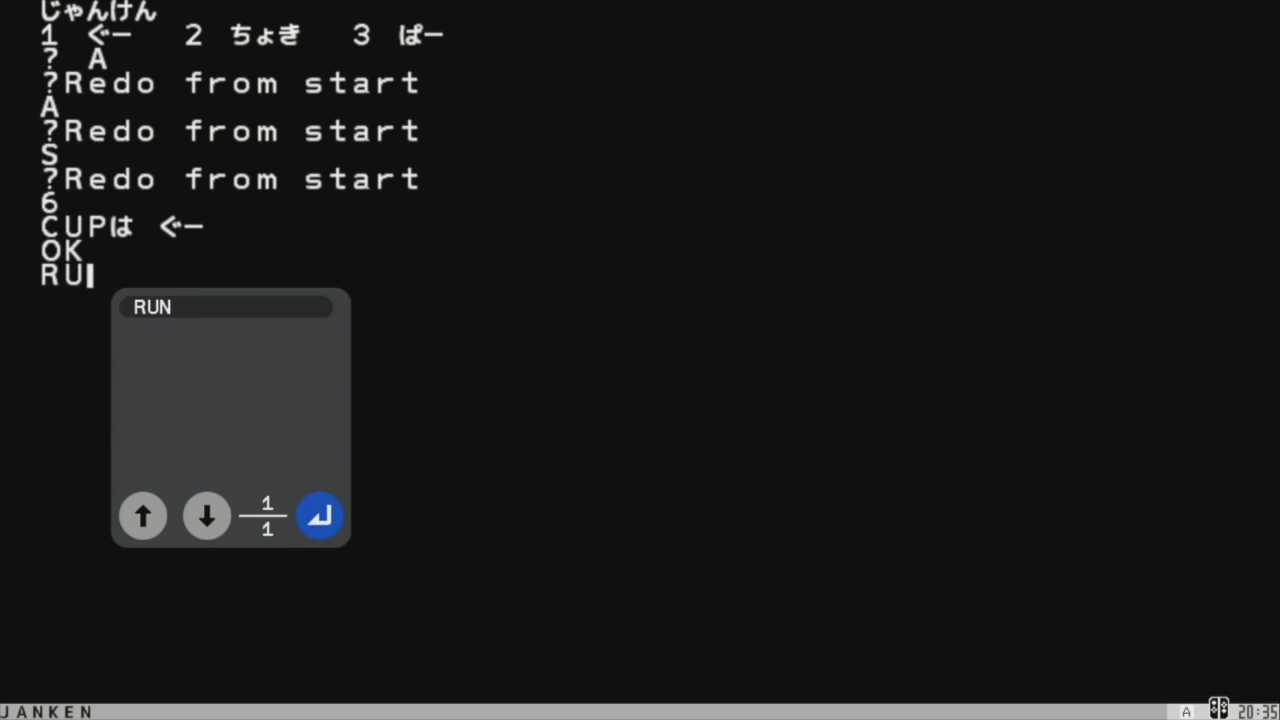 じゃんけん
1 ぐー 2 ちょき 3 ぱー
? A
?Redo from start
A
?Redo from start
S
?Redo from start
6
CUPは ぐー
OK
RU
RUN
1
1
JANKEN
A
20:35